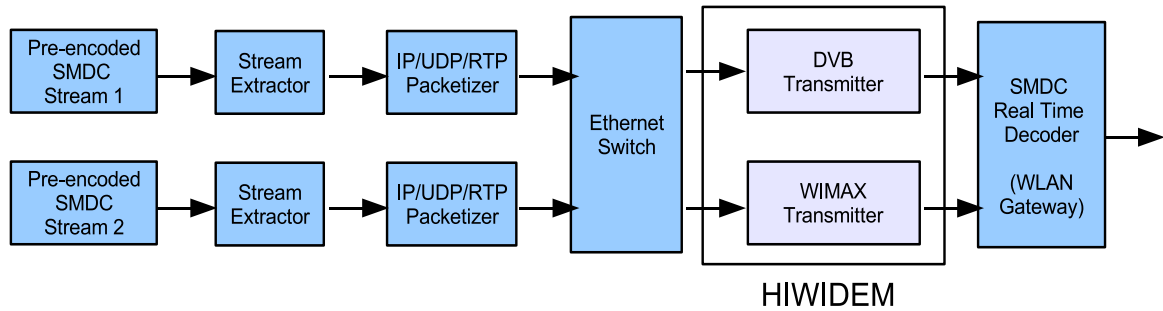 Pre-encoded
SMDC
Stream 1
Stream
Extractor
IP/UDP/RTP
Packetizer
Pre-encoded
SMDC
Stream 2
Stream
Extractor
IP/UDP/RTP
Packetizer
Ethernet
Switch
DVB
Transmitter
WIMAX
Transmitter
HIWIDEM
SMDC
Real Time
Decoder
(WLAN
Gateway)